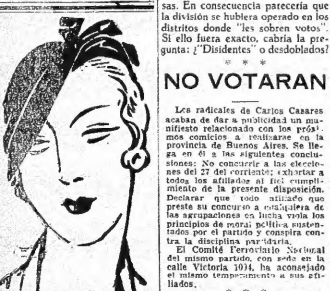 sas. En consecuencia parecería que
la división se hubiera operado en los
distritos donde "les sobren votos".
Si ello fuera exacto, cabría la pre-
gunta: ¿"Disidentes" o desdoblados?
* * *
NO VOTARAN
Los radicales de Carlos Casares
acaban de dar a publicidad un ma-
nifiesto relacionado con los próxi-
mos comicios a realizarse en la
provincia de Buenos Aires. Se lle-
ga en él a las siguientes conclu-
siones: No concurrir a las eleccio-
nes del 27 del corriente; exhortar a
todos los afiliados al fiel cumpli-
miento de la presente disposición.
Declarar que todo afiliado que
preste su concurso a cualquiera de
las agrupaciones en lucha viola los
principios de moral política susten-
tados por el partido y conspira con-
tra la disciplina partidaria.
El Comité Ferroviario Nacional
del mismo partido, con sede en la
calle Victoria 1094, ha aconsejado
el mismo temperamento a sus afi-
liados.